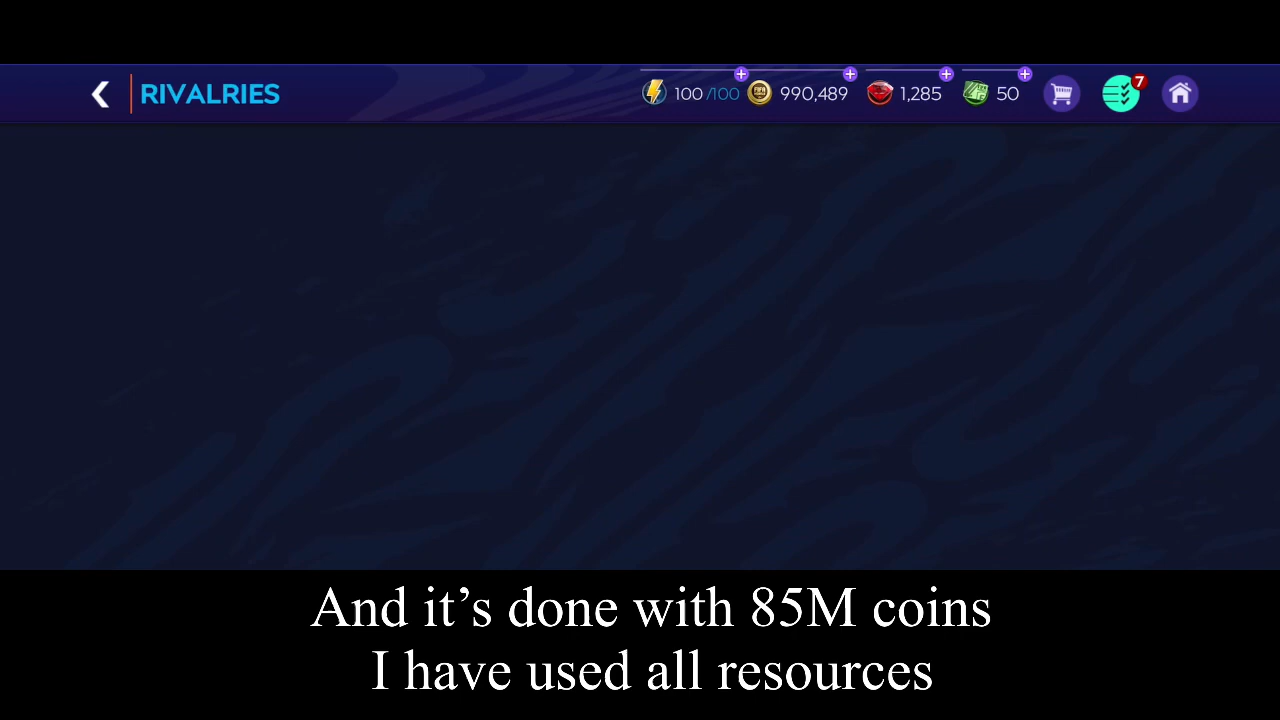 RIVALRIES 100/100 990,489 1,285 50 7
And it’s done with 85M coins
I have used all resources